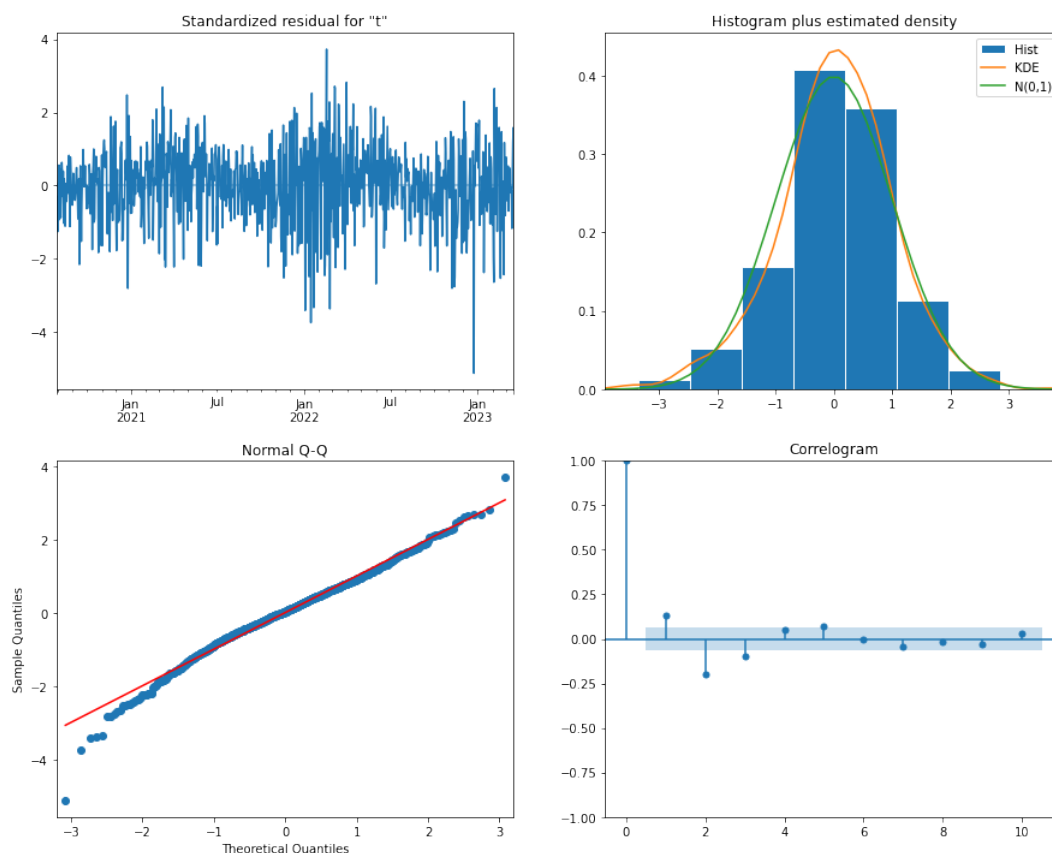 Standardized residual for "t"
4
2
0
−2
−4
Jan
2021
Jul
Jan
2022
Jul
Jan
2023
Histogram plus estimated density
Hist
KDE
N(0,1)
0.4
0.3
0.2
0.1
0.0
−3 −2 −1 0 1 2 3
Normal Q-Q
Sample Quantiles
4
2
0
−2
−4
−3 −2 −1 0 1 2 3
Theoretical Quantiles
Correlogram
1.00
0.75
0.50
0.25
0.00
−0.25
−0.50
−0.75
−1.00
0 2 4 6 8 10